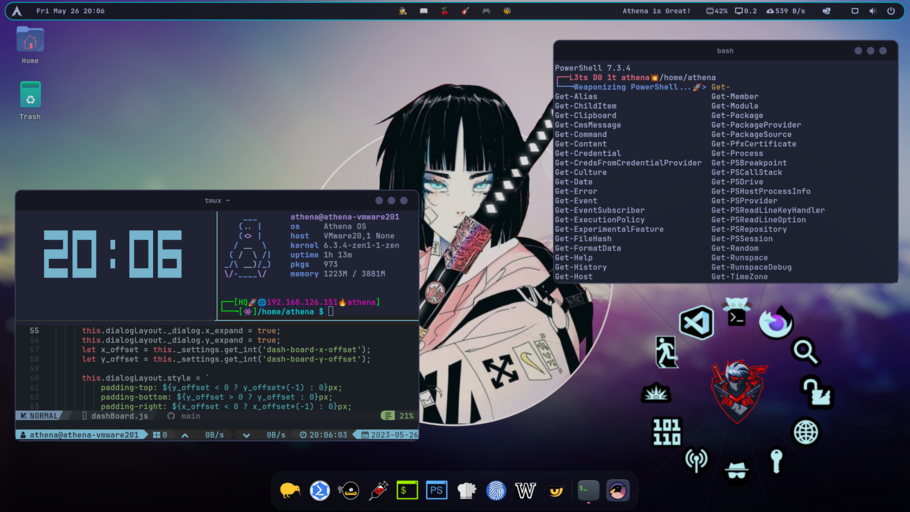 Fri May 26 20:06
Athena is Great!
42%
0.2
539 B/s
Home
Trash
bash
PowerShell 7.3.4
L3ts D0 1t athena /home/athena
Weaponizing PowerShell... > Get-
Get-Alias Get-Member
Get-ChildItem Get-Module
Get-Clipboard Get-Package
Get-CmsMessage Get-PackageProvider
Get-Command Get-PackageSource
Get-Content Get-PfxCertificate
Get-Credential Get-Process
Get-CredsFromCredentialProvider Get-PSBreakpoint
Get-Culture Get-PSCallStack
Get-Date Get-PSDrive
Get-Error Get-PSHostProcessInfo
Get-Event Get-PSProvider
Get-EventSubscriber Get-PSReadLineKeyHandler
Get-ExecutionPolicy Get-PSReadLineOption
Get-ExperimentalFeature Get-PSRepository
Get-FileHash Get-PSSession
Get-FormatData Get-Random
Get-Help Get-Runspace
Get-History Get-RunspaceDebug
Get-Host Get-TimeZone
tmux ~
20:06
athena@athena-vmware201
os Athena OS
host VMware20,1 None
kernel 6.3.4-zen1-1-zen
uptime 1h 13m
pkgs 973
memory 1223M / 3881M
[HQ 192.168.126.151 athena]
[ ]/home/athena $
55 this.dialogLayout._dialog.x_expand = true;
56 this.dialogLayout._dialog.y_expand = true;
57 let x_offset = this._settings.get_int('dash-board-x-offset');
58 let y_offset = this._settings.get_int('dash-board-y-offset');
59
60 this.dialogLayout.style = `
61 padding-top: ${y_offset < 0 ? y_offset*(-1) : 0}px;
62 padding-bottom: ${y_offset > 0 ? y_offset : 0}px;
63 padding-right: ${x_offset < 0 ? x_offset*(-1) : 0}px;
NORMAL dashBoard.js main 21%
athena@athena-vmware201 0 0B/s 0B/s 20:06:03 2023-05-26
101
110
$
PS
W